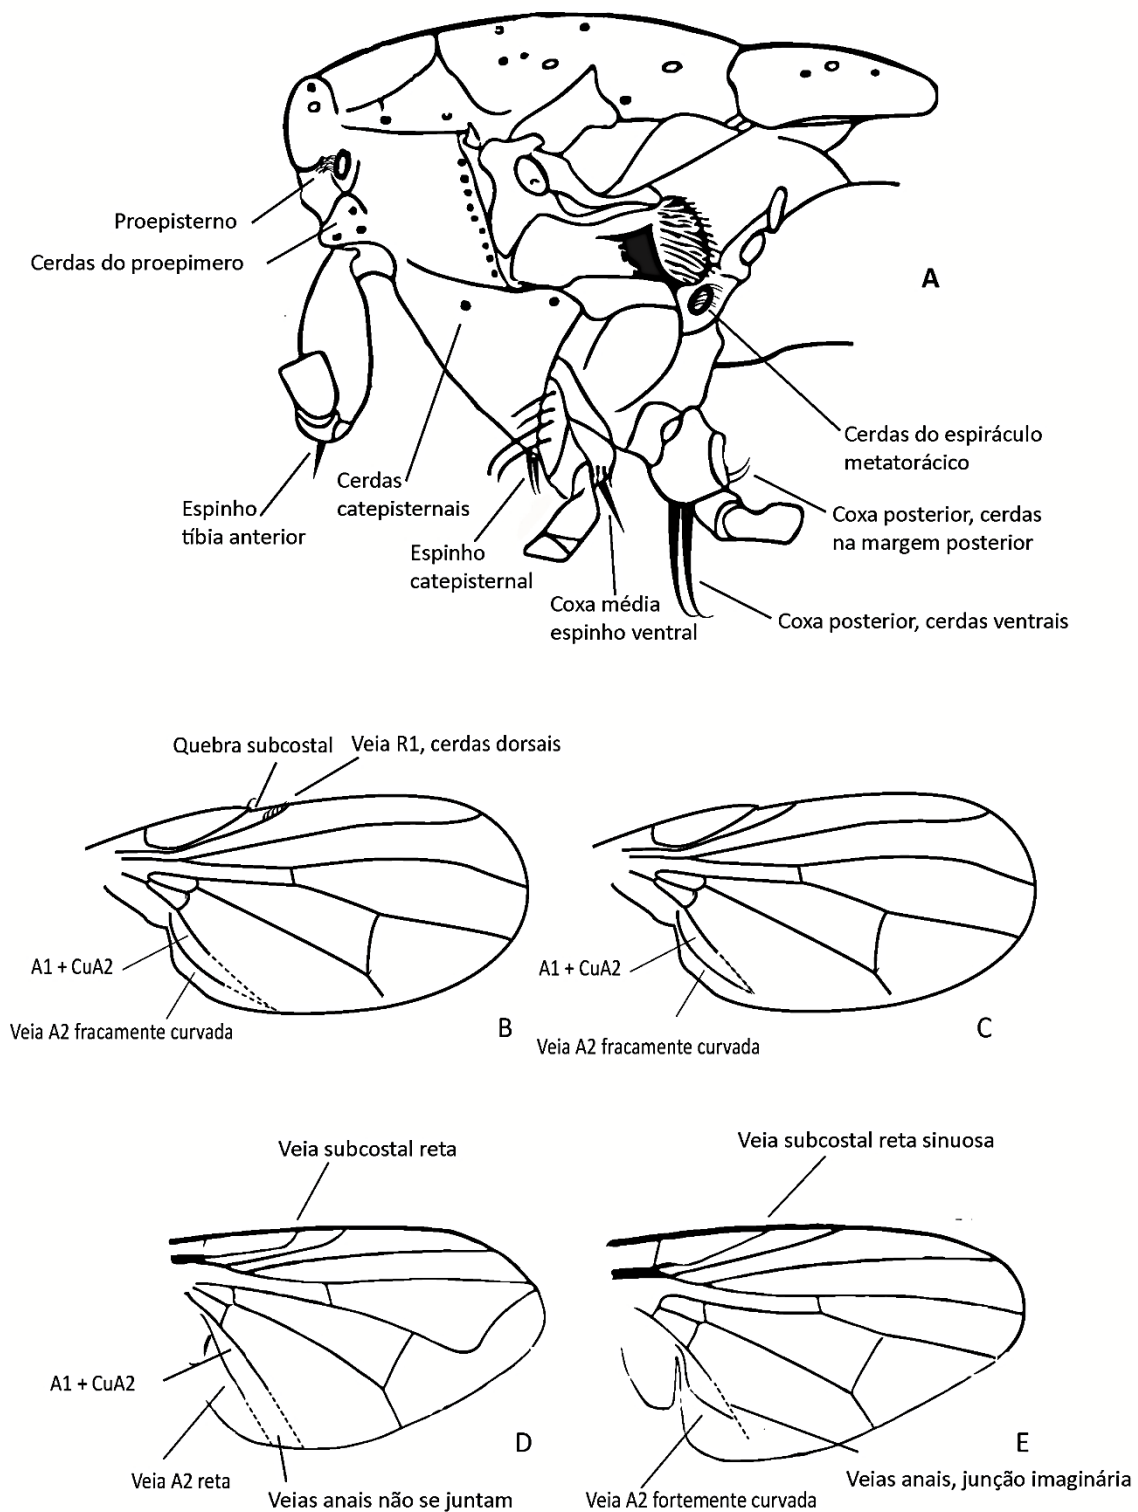 Proepisterno
Cerdas do proepimero
A
Cerdas do espiráculo
metatorácico
Cerdas
catepisternais
Espinho
tíbia anterior
Coxa posterior, cerdas
na margem posterior
Espinho
catepisternal
Coxa média
espinho ventral
Coxa posterior, cerdas ventrais
Quebra subcostal
Veia R1, cerdas dorsais
A1 + CuA2
Veia A2 fracamente curvada
B
A1 + CuA2
Veia A2 fracamente curvada
C
Veia subcostal reta
A1 + CuA2
Veia A2 reta
Veias anais não se juntam
D
Veia subcostal reta sinuosa
E
Veias anais, junção imaginária
Veia A2 fortemente curvada